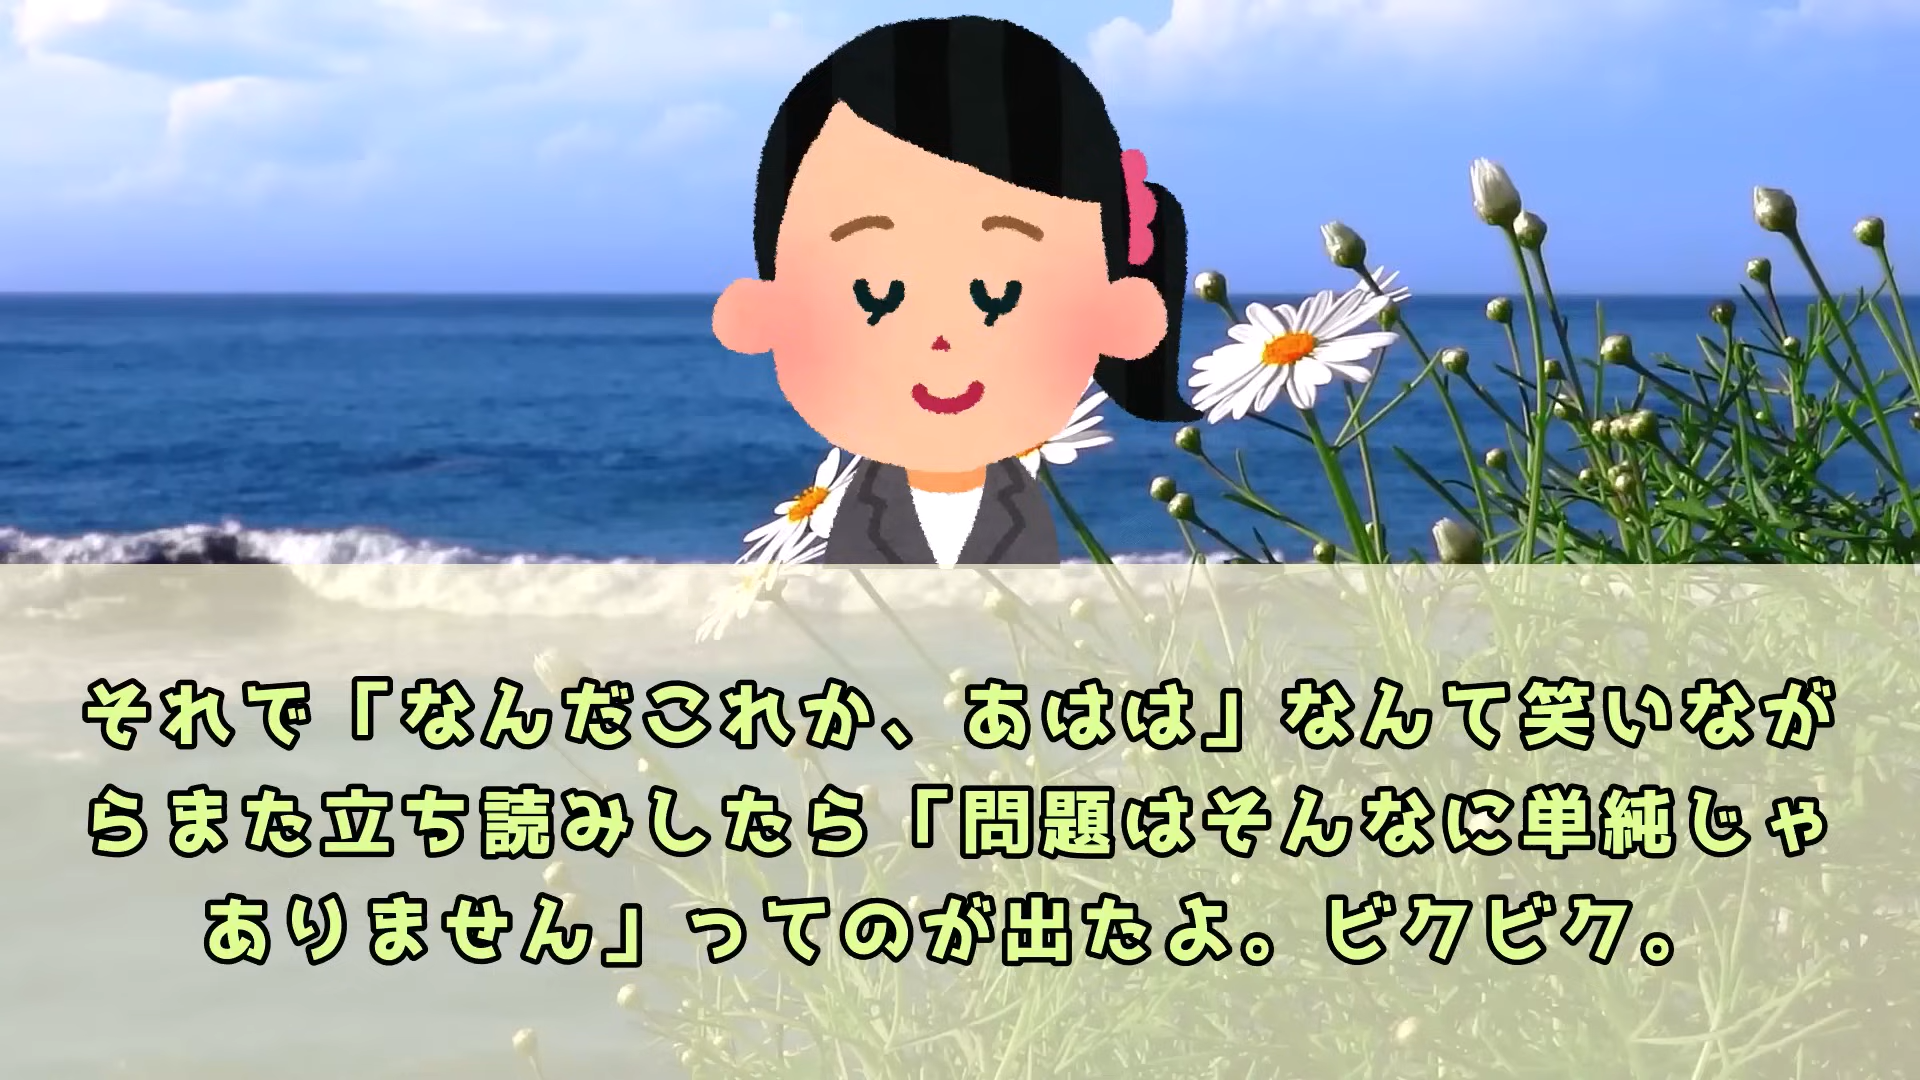 それで「なんだこれか、あはは」なんて笑いなが
らまた立ち読みしたら「問題はそんなに単純じゃ
ありません」ってのが出たよ。ビクビク。